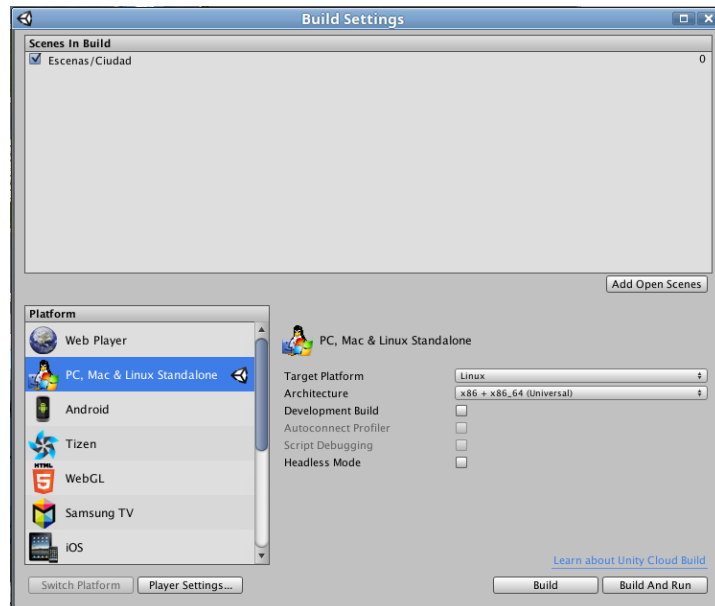 Build Settings
Scenes In Build
Escenas/Ciudad 0
Add Open Scenes
Platform
Web Player
PC, Mac & Linux Standalone
Android
Tizen
HTML
5
WebGL
Samsung TV
iOS
PC, Mac & Linux Standalone
Target Platform Linux
Architecture x86 + x86_64 (Universal)
Development Build
Autoconnect Profiler
Script Debugging
Headless Mode
Learn about Unity Cloud Build
Switch Platform Player Settings... Build Build And Run